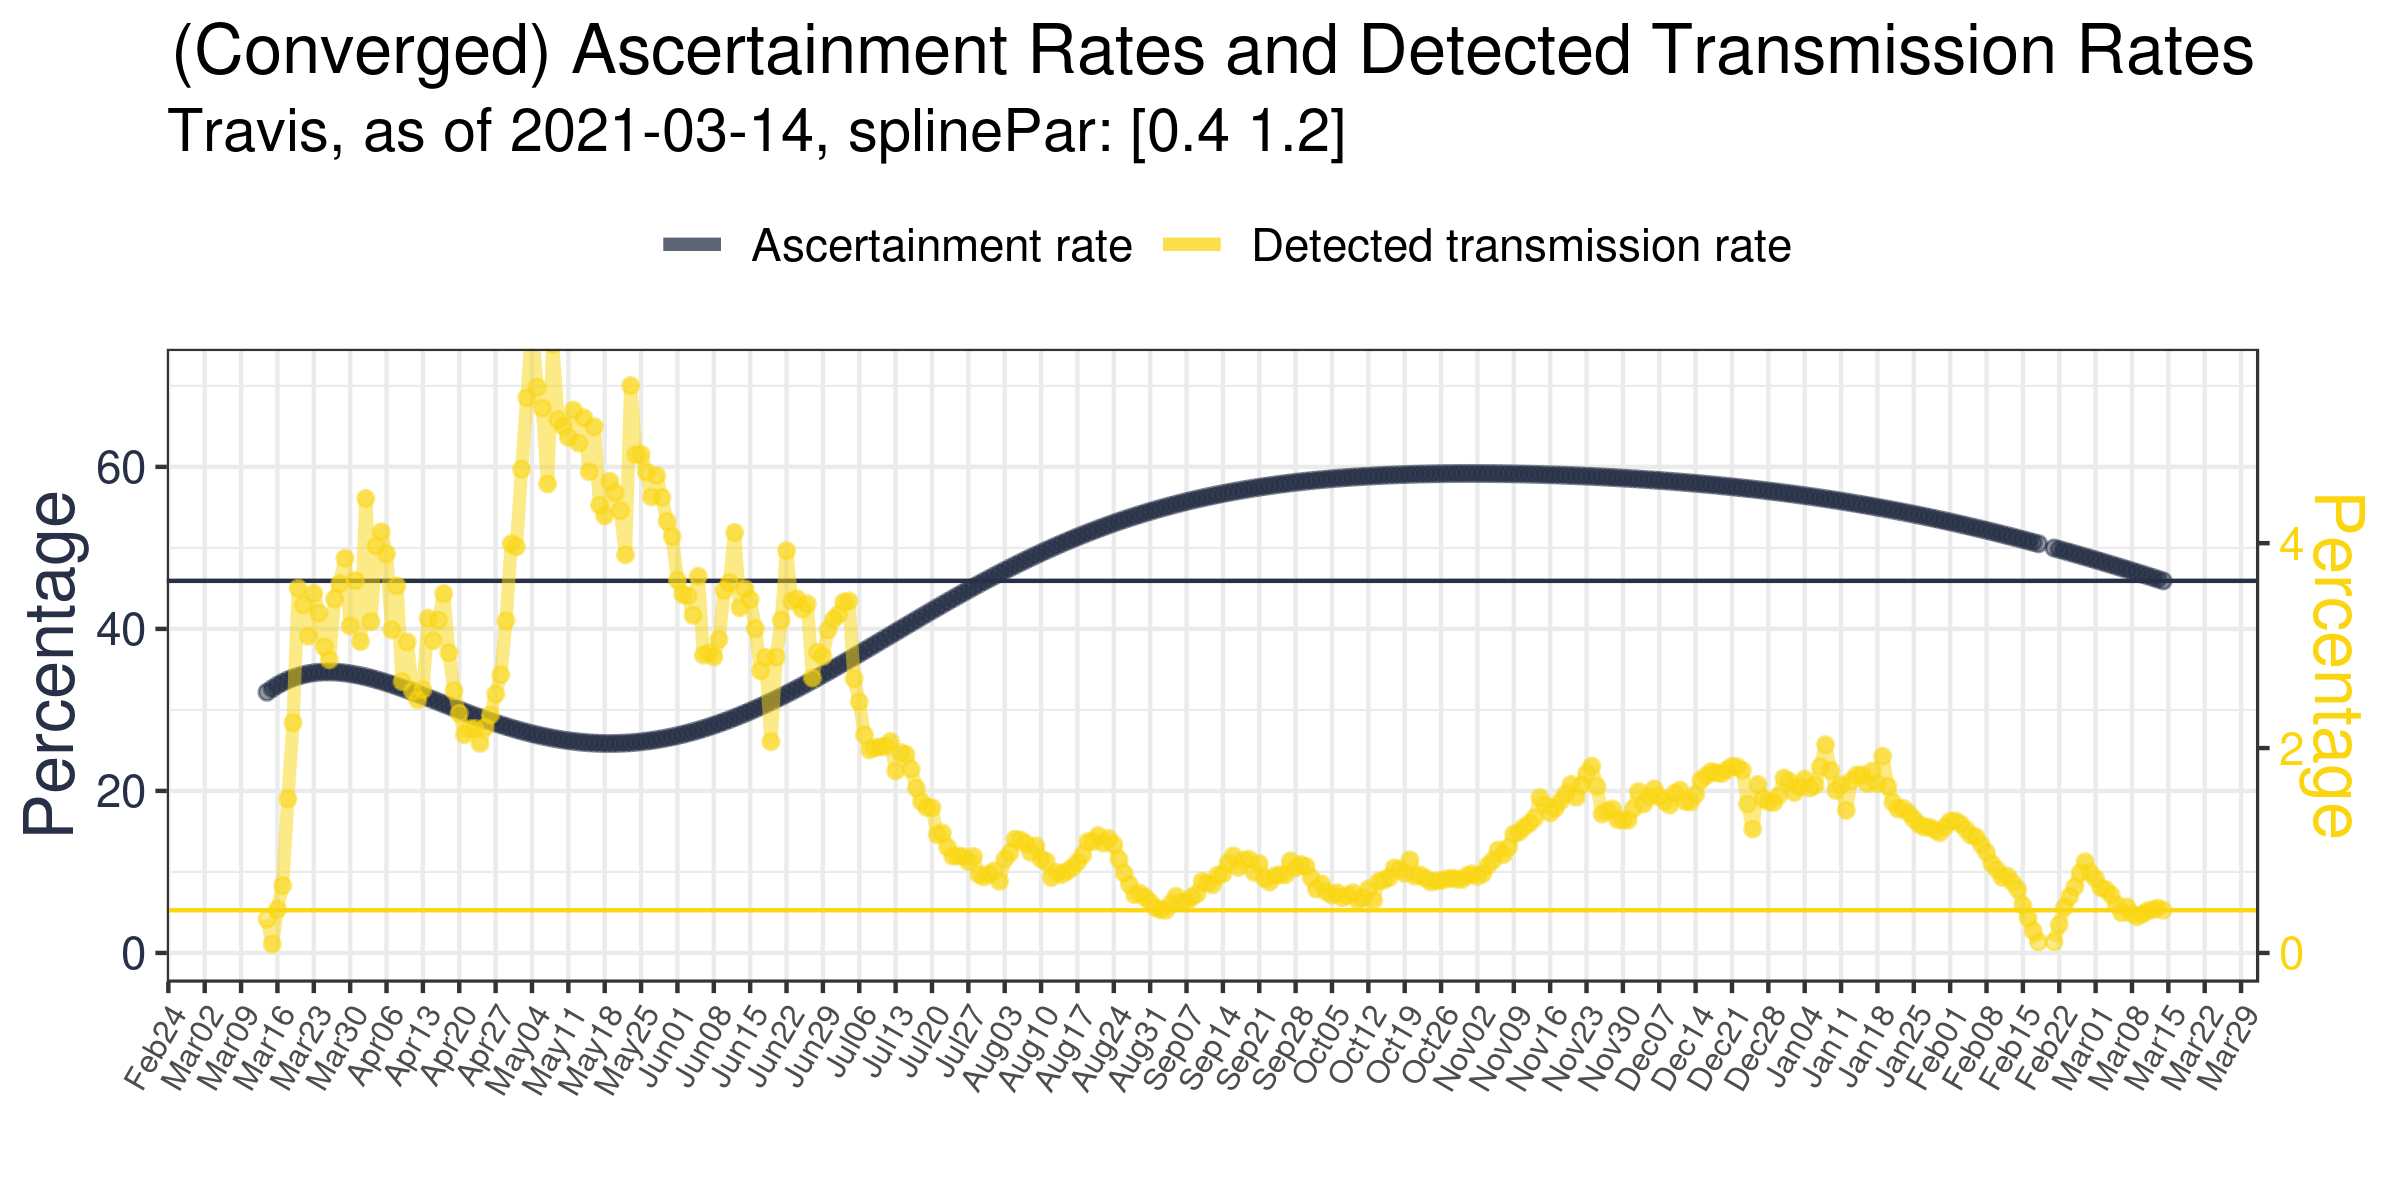 (Converged) Ascertainment Rates and Detected Transmission Rates
Travis, as of 2021-03-14, splinePar: [0.4 1.2]
Ascertainment rate
Detected transmission rate
Percentage
60
40
20
0
4
2
0
Percentage
Feb24
Mar02
Mar09
Mar16
Mar23
Mar30
Apr06
Apr13
Apr20
Apr27
May04
May11
May18
May25
Jun01
Jun08
Jun15
Jun22
Jun29
Jul06
Jul13
Jul20
Jul27
Aug03
Aug10
Aug17
Aug24
Aug31
Sep07
Sep14
Sep21
Sep28
Oct05
Oct12
Oct19
Oct26
Nov02
Nov09
Nov16
Nov23
Nov30
Dec07
Dec14
Dec21
Dec28
Jan04
Jan11
Jan18
Jan25
Feb01
Feb08
Feb15
Feb22
Mar01
Mar08
Mar15
Mar22
Mar29